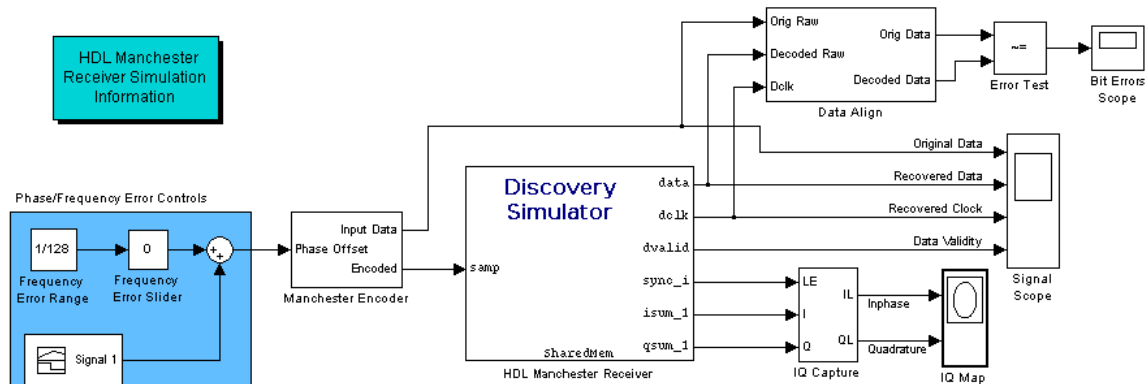 HDL Manchester
Receiver Simulation
Information
Phase/Frequency Error Controls
1/128
Frequency
Error Range
0
Frequency
Error Slider
+
+
Signal 1
Input Data
Phase Offset
Encoded
Manchester Encoder
Discovery
Simulator
samp
data
dclk
dvalid
sync_i
isum_1
qsum_1
SharedMem
HDL Manchester Receiver
Orig Raw
Decoded Raw
Dclk
Orig Data
Decoded Data
Data Align
~=
Error Test
Bit Errors
Scope
Original Data
Recovered Data
Recovered Clock
Data Validity
Signal
Scope
LE
I
Q
IL
QL
IQ Capture
Inphase
Quadrature
IQ Map